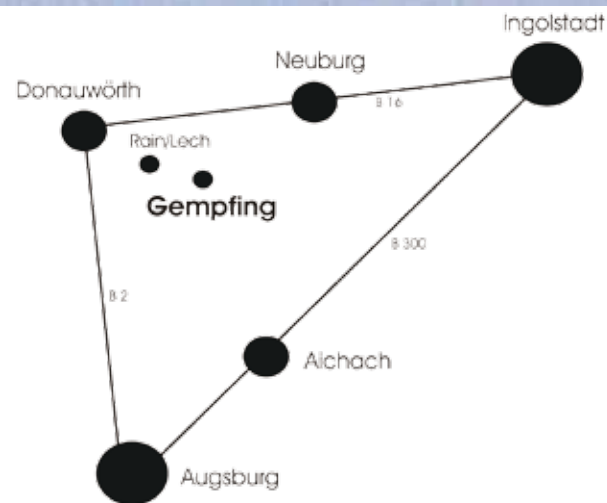 Ingolstadt
Neuburg
Donauwörth
B 16
Rain/Lech
Gempfing
B 300
B 2
Aichach
Augsburg